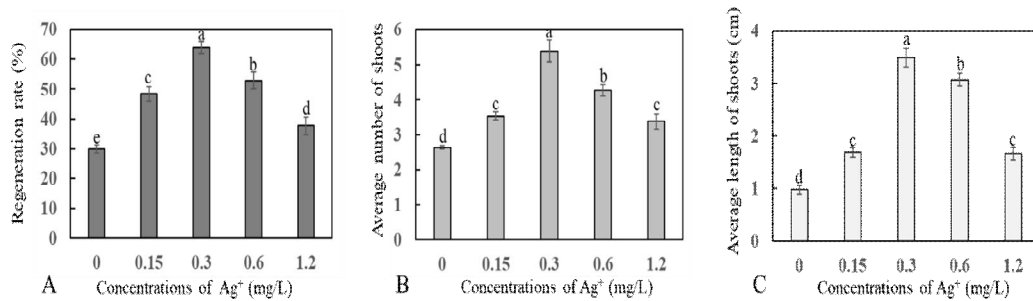 Regeneration rate (%)
70
60
50
40
30
20
10
0
e
c
a
b
d
0 0.15 0.3 0.6 1.2
A Concentrations of Ag⁺ (mg/L)
Average number of shoots
6
5
4
3
2
1
0
d
c
a
b
c
0 0.15 0.3 0.6 1.2
B Concentrations of Ag⁺ (mg/L)
Average length of shoots (cm)
4
3
2
1
0
d
c
a
b
c
0 0.15 0.3 0.6 1.2
C Concentrations of Ag⁺ (mg/L)